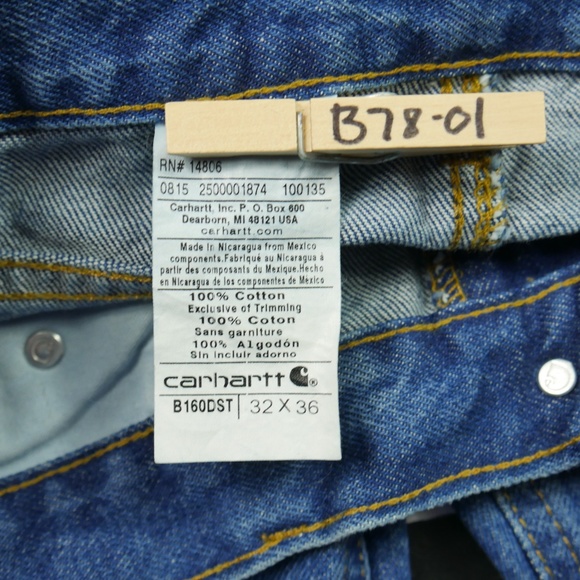 B78-01
RN# 14806
0815 2500001874 100135
Carhartt, Inc. P. O. Box 600
Dearborn, MI 48121 USA
carhartt.com
Made in Nicaragua from Mexico
components.Fabriqué au Nicaragua à
partir des composants du Mexique.Hecho
en Nicaragua de los componentes de México
100% Cotton
Exclusive of Trimming
100% Coton
Sans garniture
100% Algodón
Sin incluir adorno
carhartt ®
B160DST 32 X 36